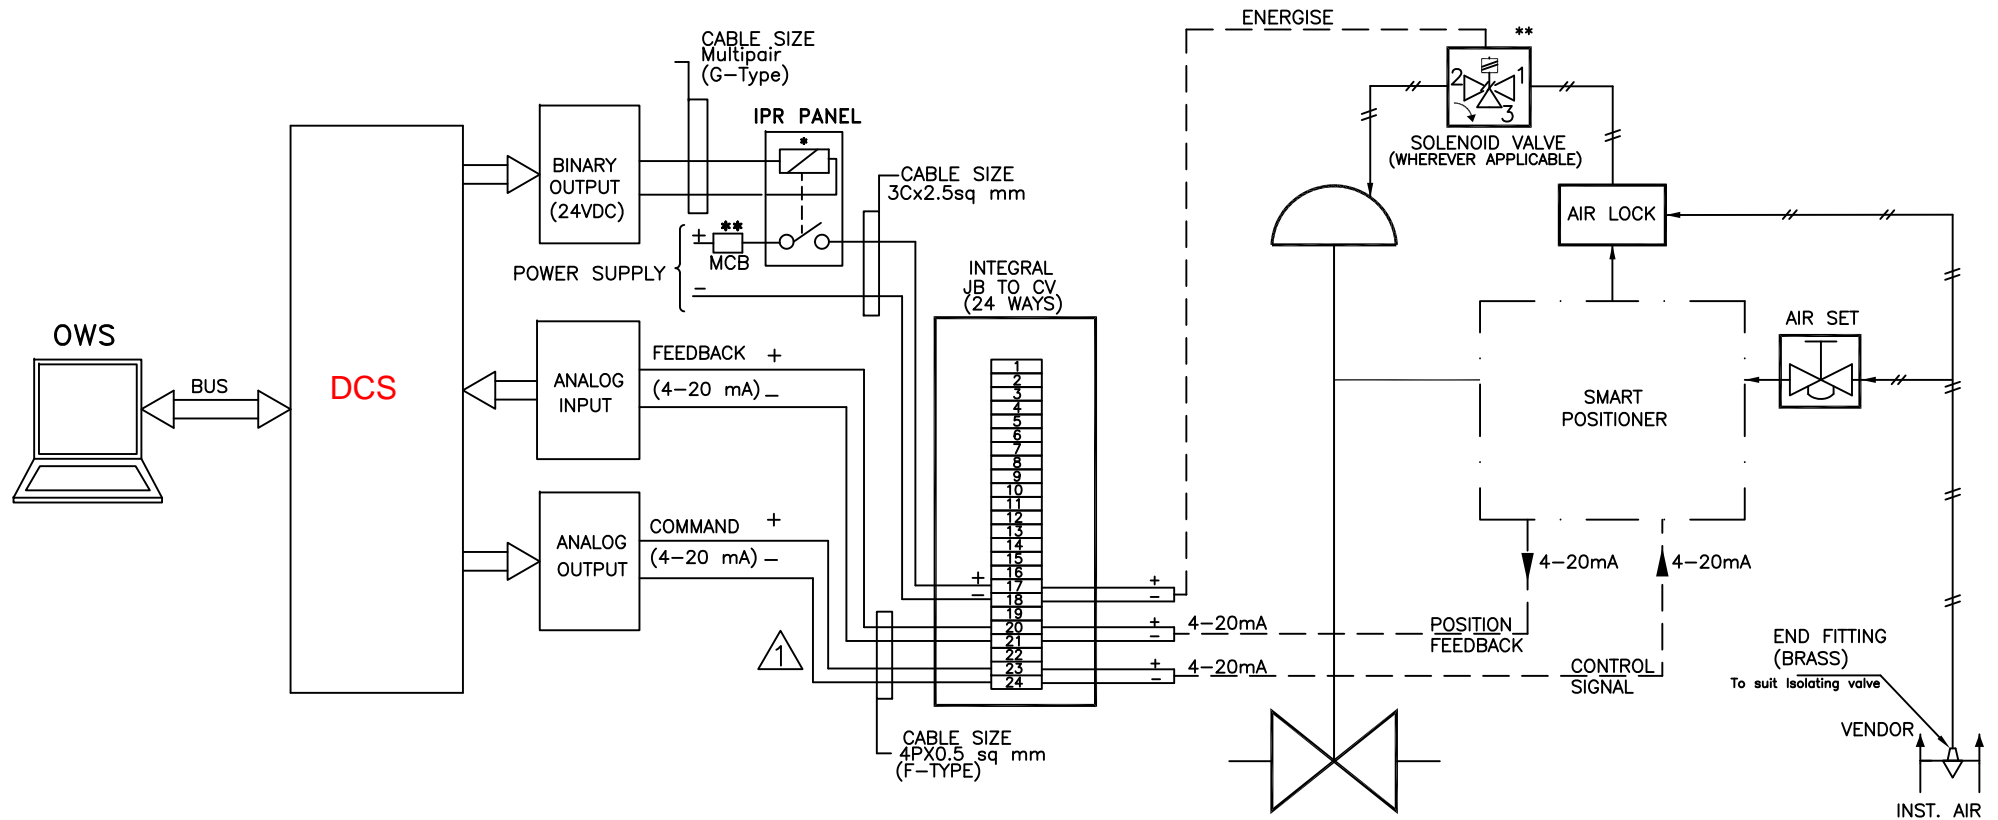 ENERGISE
**
CABLE SIZE
Multipair
(G-Type)
2
1
3
IPR PANEL
*
SOLENOID VALVE
(WHEREVER APPLICABLE)
BINARY
OUTPUT
(24VDC)
CABLE SIZE
3Cx2.5sq mm
AIR LOCK
+
**
MCB
POWER SUPPLY
-
INTEGRAL
JB TO CV
(24 WAYS)
OWS
AIR SET
FEEDBACK +
(4-20 mA) -
ANALOG
INPUT
BUS
DCS
SMART
POSITIONER
1
2
3
4
5
6
7
8
9
10
11
12
13
14
15
16
17
18
19
20
21
22
23
24
COMMAND +
(4-20 mA) -
ANALOG
OUTPUT
+
-
+
-
4-20mA
4-20mA
+
-
4-20mA
POSITION
FEEDBACK
+
-
4-20mA
CONTROL
SIGNAL
1
END FITTING
(BRASS)
To suit Isolating valve
CABLE SIZE
4PX0.5 sq mm
(F-TYPE)
VENDOR
INST. AIR